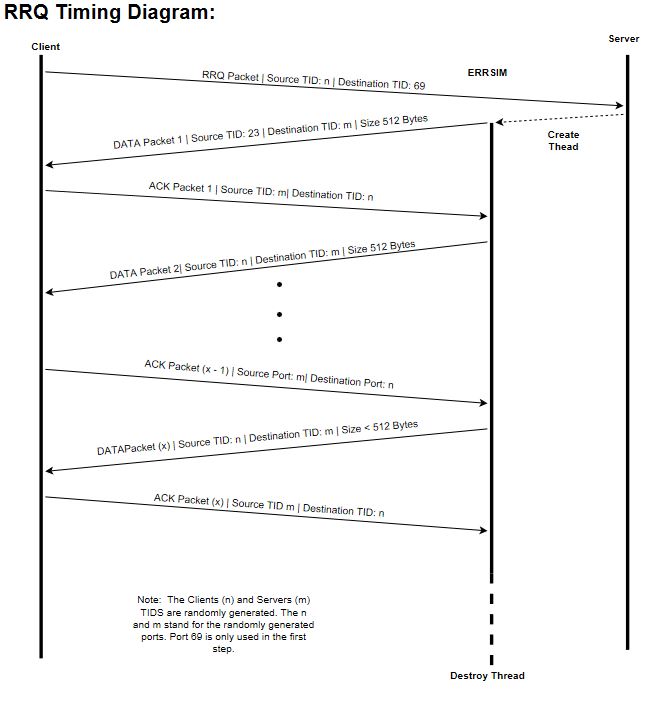 RRQ Timing Diagram:
Client
Server
RRQ Packet | Source TID: n | Destination TID: 69
ERRSIM
DATA Packet 1 | Source TID: 23 | Destination TID: m | Size 512 Bytes
Create
Thead
ACK Packet 1 | Source TID: m| Destination TID: n
DATA Packet 2| Source TID: n | Destination TID: m | Size 512 Bytes
ACK Packet (x - 1) | Source Port: m| Destination Port: n
DATAPacket (x) | Source TID: n | Destination TID: m | Size < 512 Bytes
ACK Packet (x) | Source TID m | Destination TID: n
Note: The Clients (n) and Servers (m)
TIDS are randomly generated. The n
and m stand for the randomly generated
ports. Port 69 is only used in the first
step.
Destroy Thread